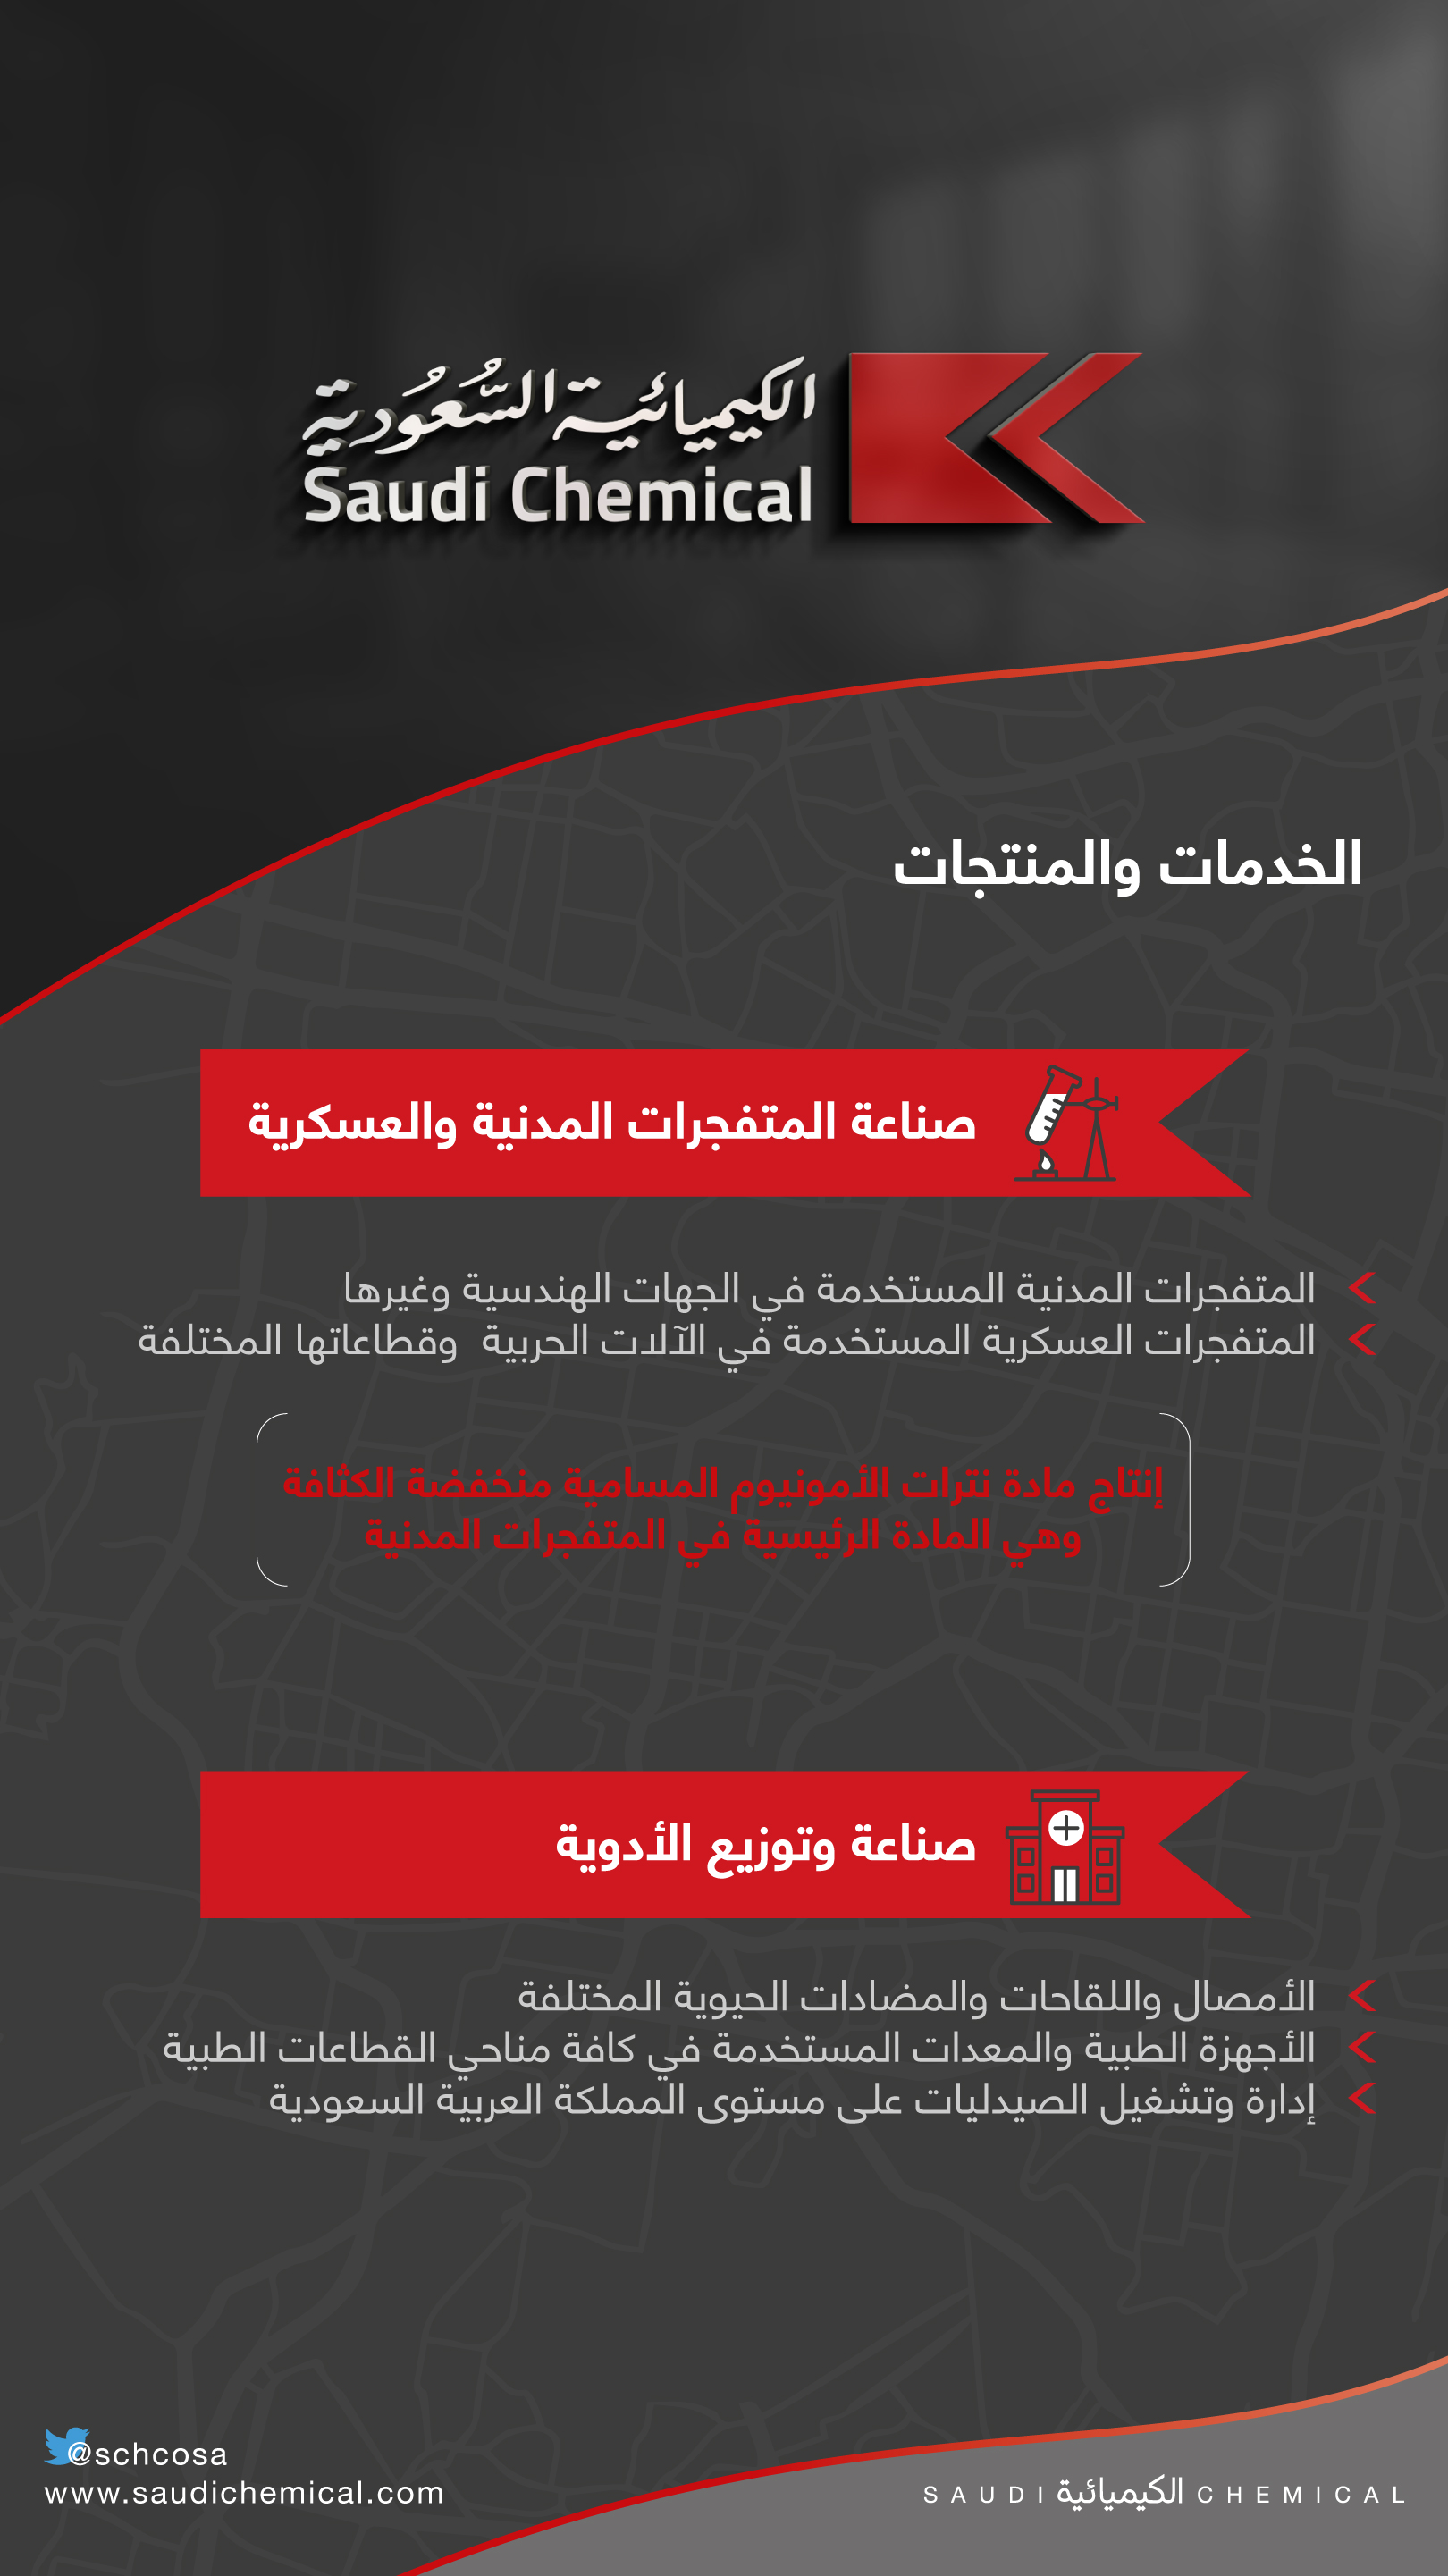 الكيميائية السعودية
Saudi Chemical
الخدمات والمنتجات
صناعة المتفجرات المدنية والعسكرية
المتفجرات المدنية المستخدمة في الجهات الهندسية وغيرها
المتفجرات العسكرية المستخدمة في الآلات الحربية وقطاعاتها المختلفة
إنتاج مادة نترات الأمونيوم المسامية منخفضة الكثافة
وهي المادة الرئيسية في المتفجرات المدنية
صناعة وتوزيع الأدوية
الأمصال واللقاحات والمضادات الحيوية المختلفة
الأجهزة الطبية والمعدات المستخدمة في كافة مناحي القطاعات الطبية
إدارة وتشغيل الصيدليات على مستوى المملكة العربية السعودية
@schcosa
www.saudichemical.com
SAUDI الكيميائية CHEMICAL